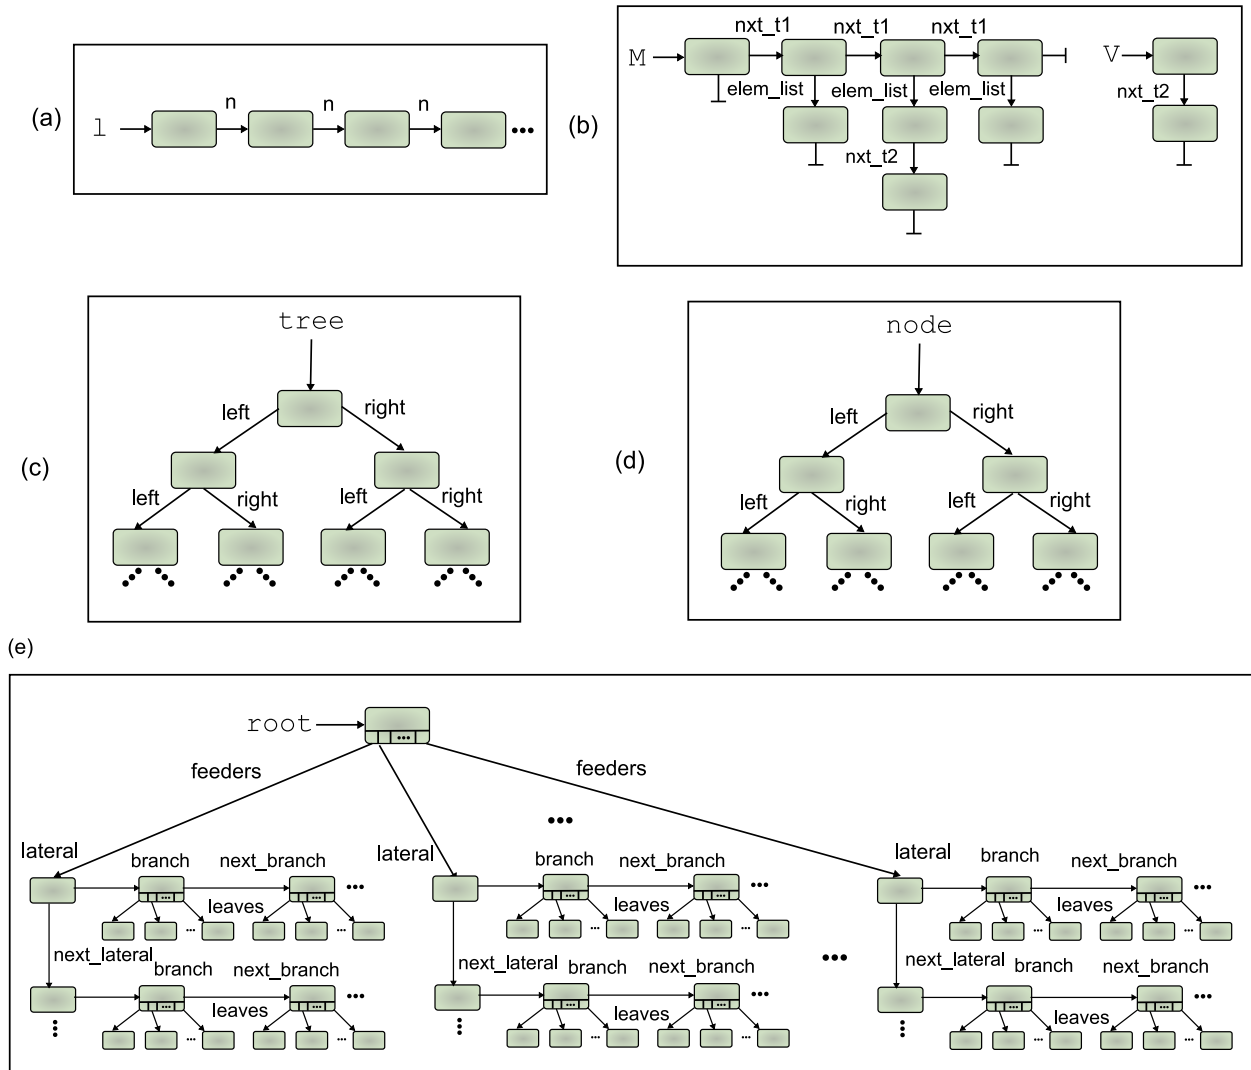 (a)
l
n n n
(b)
M
nxt_t1 nxt_t1 nxt_t1
elem_list elem_list elem_list
nxt_t2
V
nxt_t2
(c)
tree
left right
left right left right
(d)
node
left right
left right left right
(e)
root
feeders feeders
lateral branch next_branch lateral branch next_branch lateral branch next_branch
leaves leaves leaves
next_lateral branch next_branch next_lateral branch next_branch next_lateral branch next_branch
leaves leaves leaves